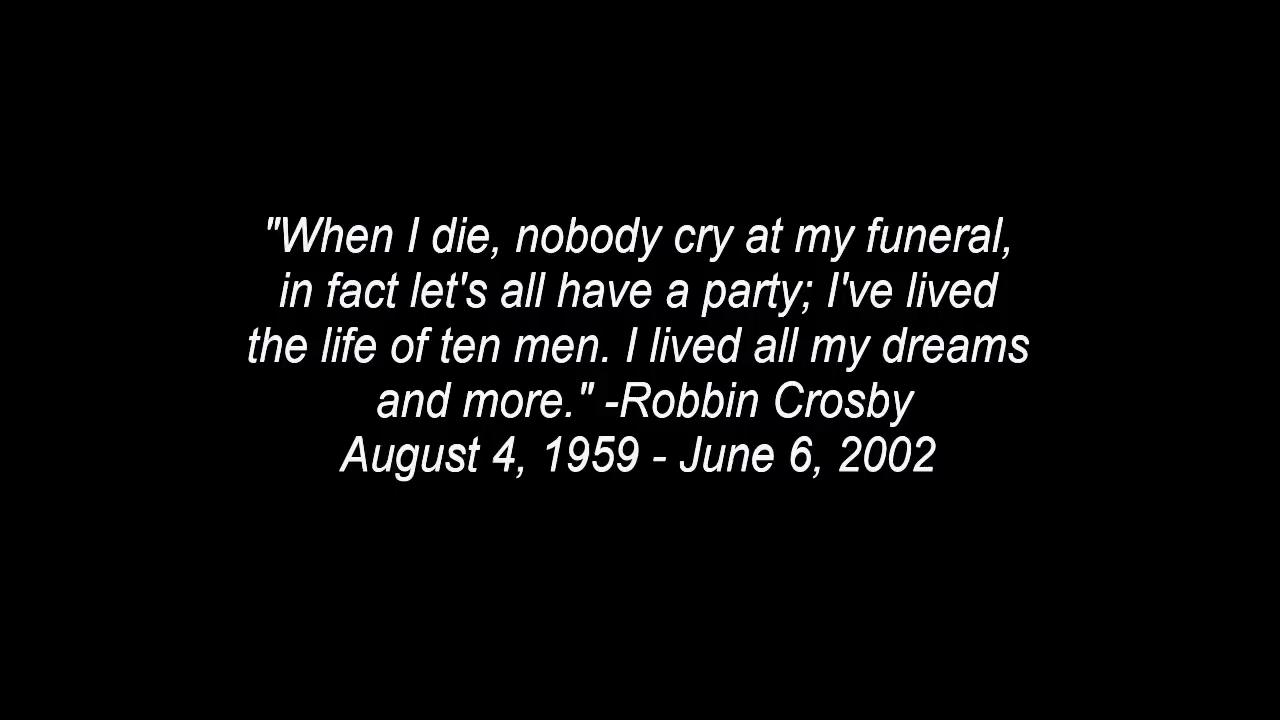 "When I die, nobody cry at my funeral,
in fact let's all have a party; I've lived
the life of ten men. I lived all my dreams
and more." -Robbin Crosby
August 4, 1959 - June 6, 2002